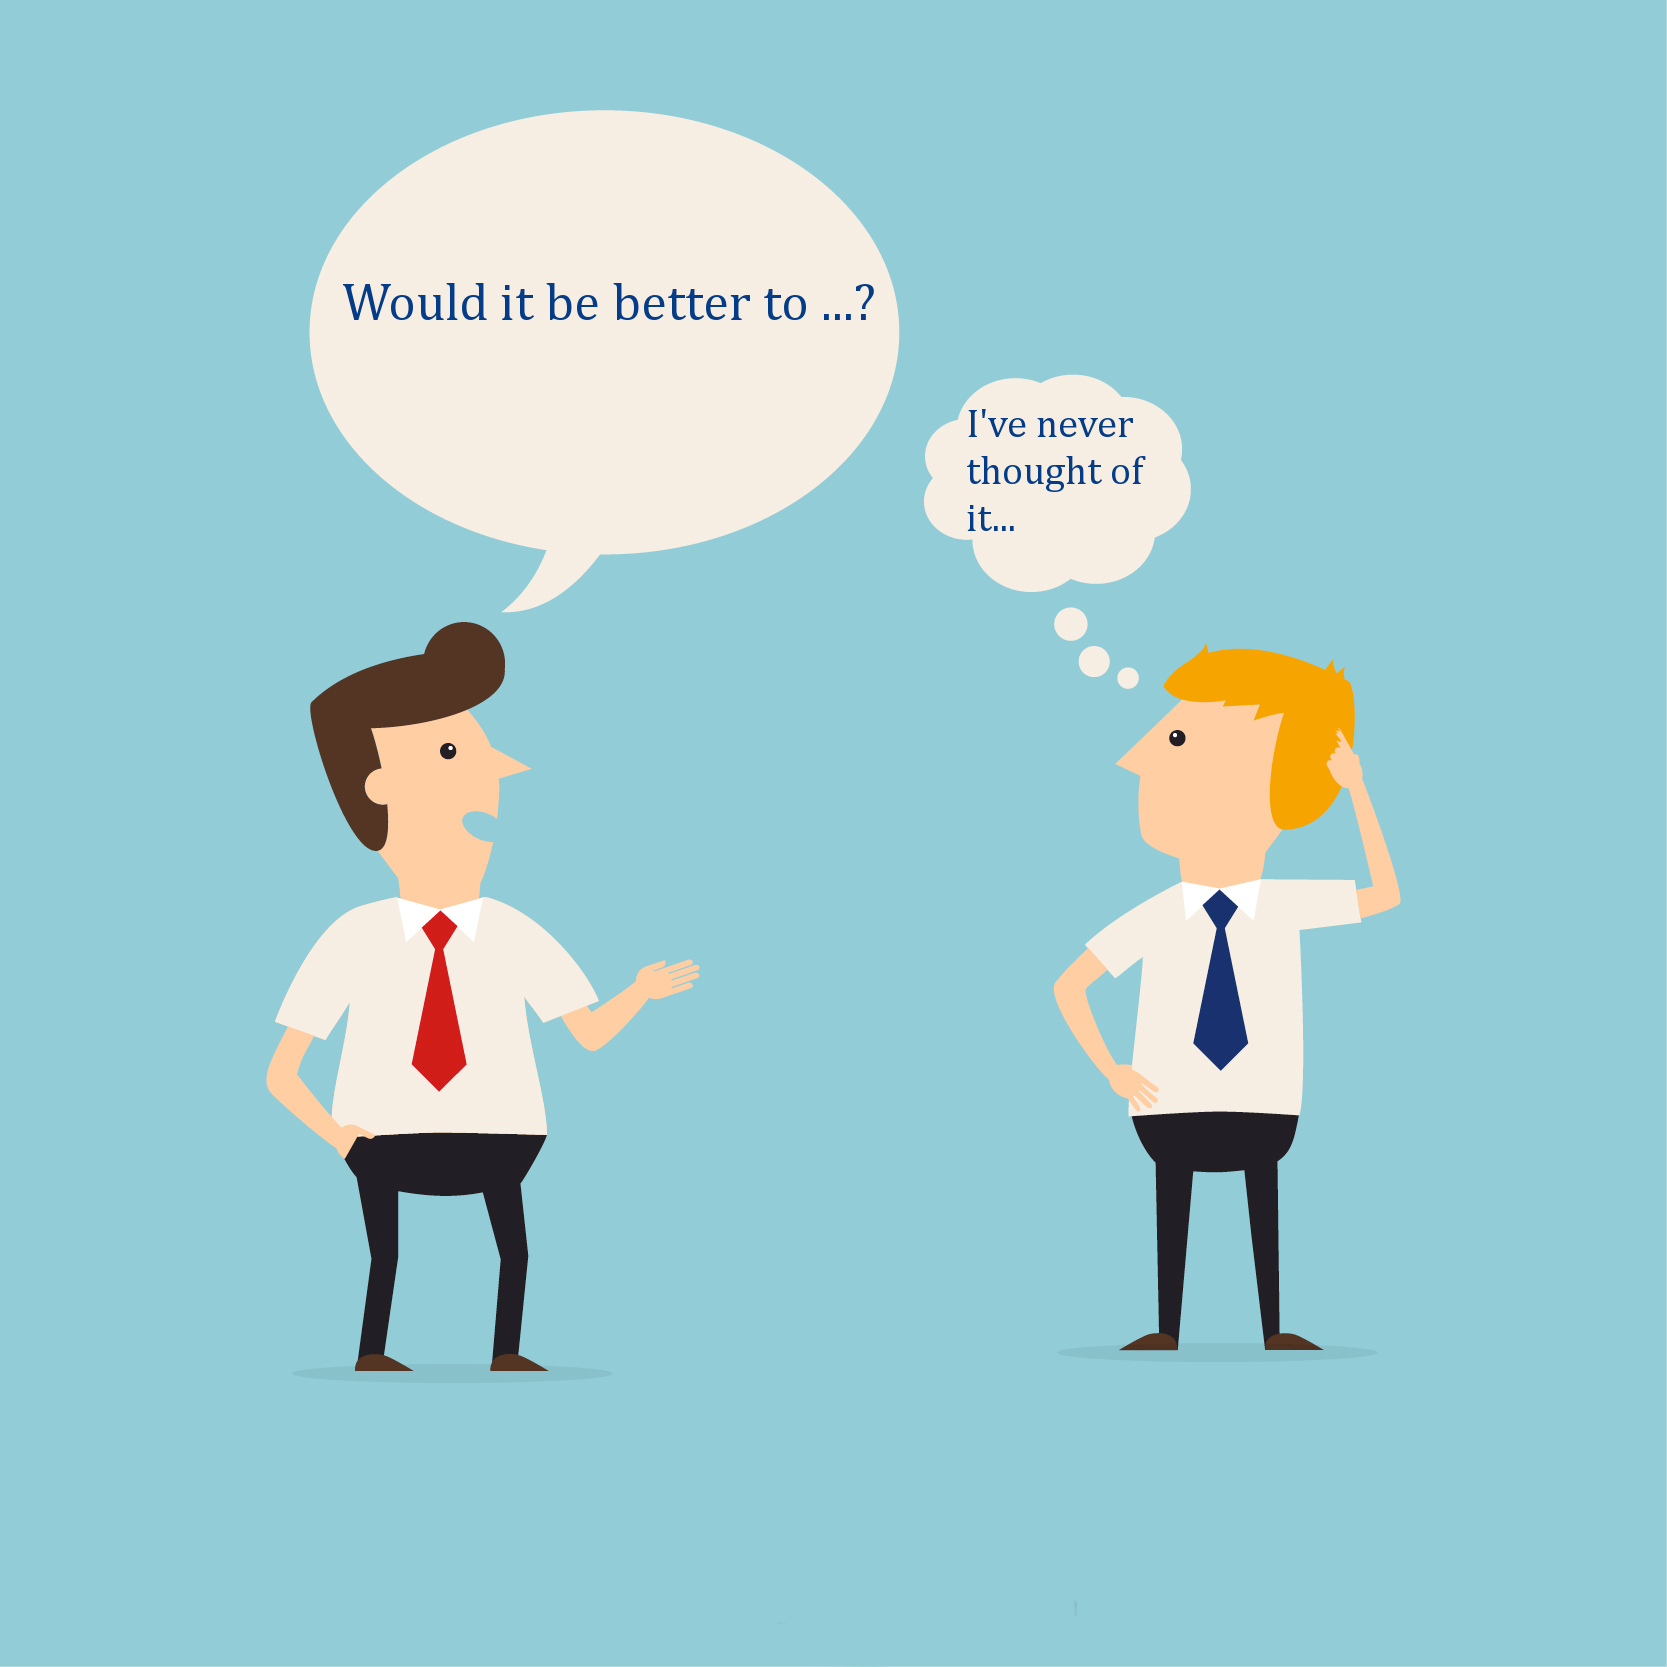 Would it be better to ...?
I've never
thought of
it...